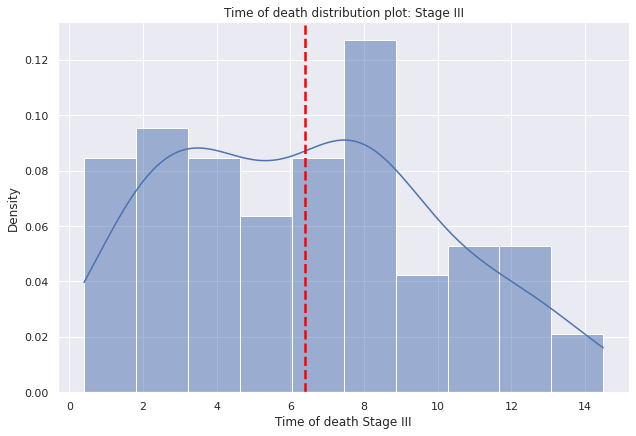 Time of death distribution plot: Stage III
0.12
0.10
0.08
0.06
0.04
0.02
0.00
Density
0 2 4 6 8 10 12 14
Time of death Stage III